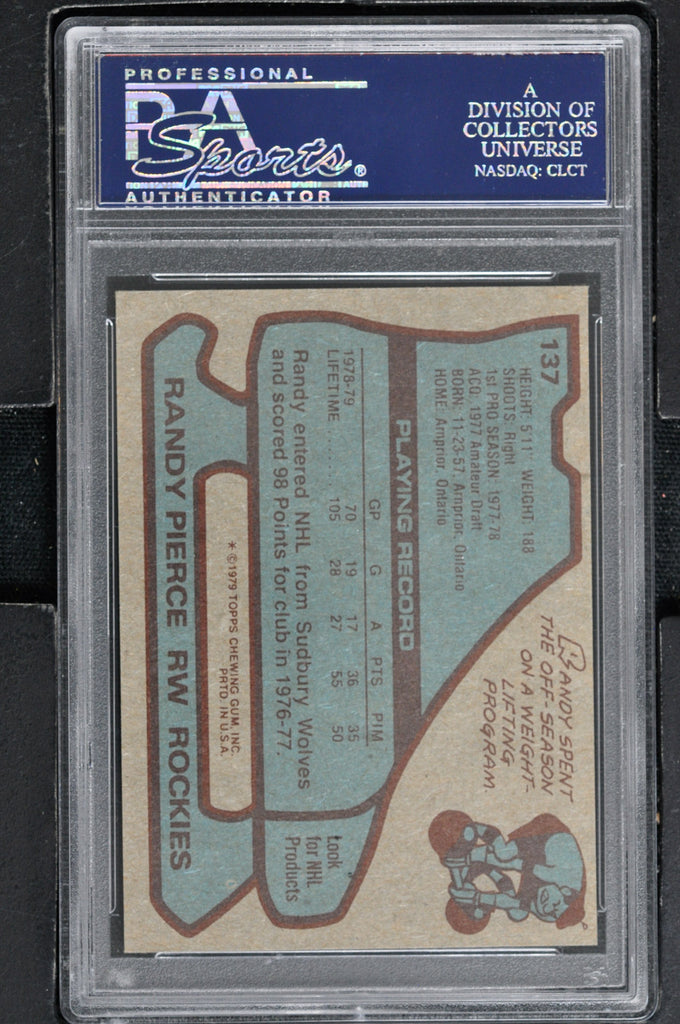 PROFESSIONAL
PSA
Sports®
AUTHENTICATOR
A
DIVISION OF
COLLECTORS
UNIVERSE
NASDAQ: CLCT
137
HEIGHT: 5'11" WEIGHT: 188
SHOOTS: Right
1st PRO SEASON: 1977-78
ACQ: 1977 Amateur Draft
BORN: 11-23-57, Arnprior, Ontario
HOME: Arnprior, Ontario
RANDY SPENT
THE OFF-SEASON
ON A WEIGHT-
LIFTING
PROGRAM.
PLAYING RECORD
GP G A PTS PIM
1978-79 70 19 17 36 35
LIFETIME 105 28 27 55 50
Randy entered NHL from Sudbury Wolves
and scored 98 Points for club in 1976-77.
Look
for NHL
Products
* ©1979 TOPPS CHEWING GUM, INC.
PRTD. IN U.S.A.
RANDY PIERCE RW ROCKIES